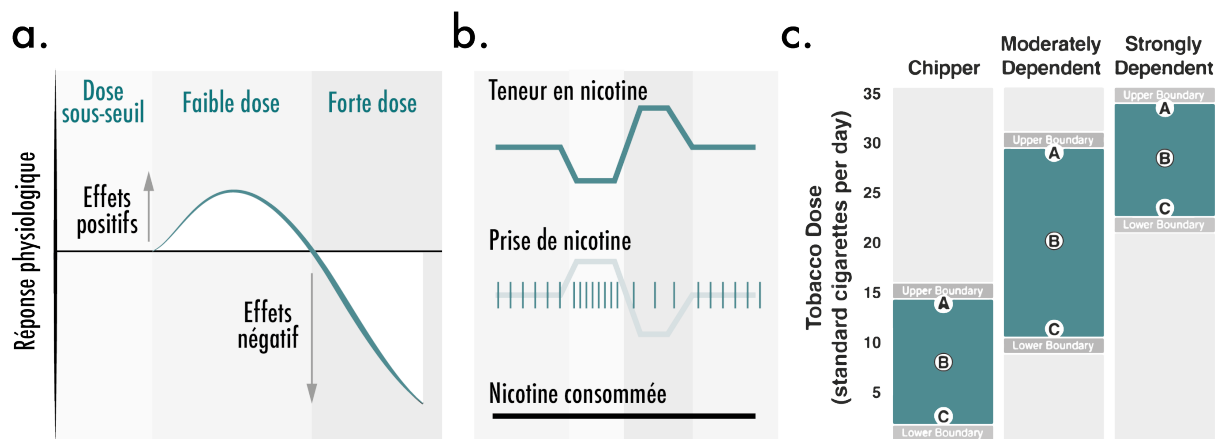 a.
Dose
sous-seuil
Faible dose
Forte dose
Effets
positifs
Effets
négatif
Réponse physiologique
b.
Teneur en nicotine
Prise de nicotine
Nicotine consommée
c.
Chipper
Moderately
Dependent
Strongly
Dependent
Tobacco Dose
(standard cigarettes per day)
35
30
25
20
15
10
5
Upper Boundary
A
B
C
Lower Boundary
Upper Boundary
A
B
C
Lower Boundary
Upper Boundary
A
B
C
Lower Boundary